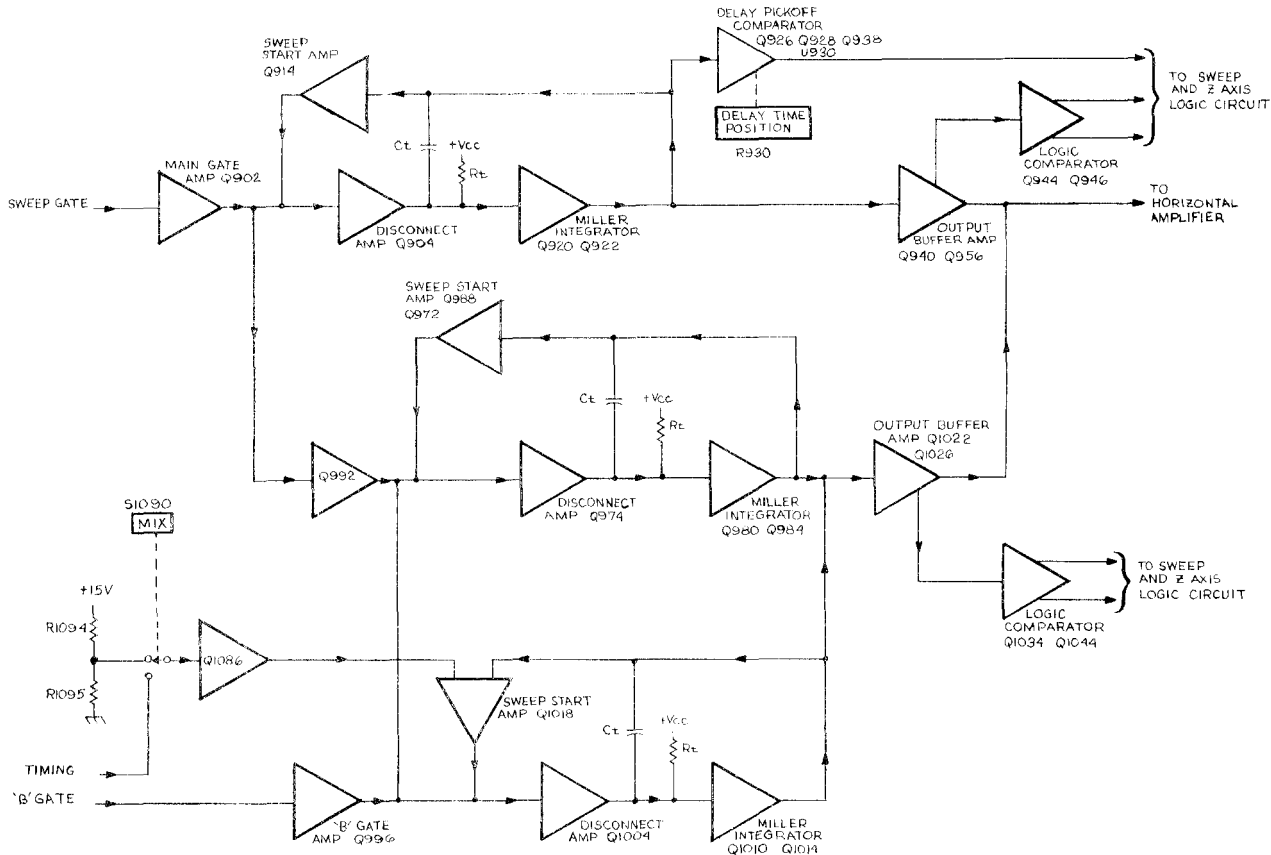 DELAY PICKOFF
COMPARATOR
Q926 Q928 Q938
U930
SWEEP
START AMP
Q914
TO SWEEP
AND Z AXIS
LOGIC CIRCUIT
DELAY TIME
POSITION
R930
Ct
+Vcc
Rt
MAIN GATE
AMP Q902
LOGIC
COMPARATOR
Q944 Q946
SWEEP GATE
TO
HORIZONTAL
AMPLIFIER
DISCONNECT
AMP Q904
MILLER
INTEGRATOR
Q920 Q922
OUTPUT
BUFFER AMP
Q940 Q956
SWEEP START
AMP Q988
Q972
Ct
+Vcc
Rt
OUTPUT BUFFER
AMP Q1022
Q1026
Q992
DISCONNECT
AMP Q974
MILLER
INTEGRATOR
Q980 Q984
S1090
MIX
TO SWEEP
AND Z AXIS
LOGIC CIRCUIT
+15V
R1094
LOGIC
COMPARATOR
Q1034 Q1044
Q1086
R1095
SWEEP START
AMP Q1018
Ct
+Vcc
Rt
TIMING
'B' GATE
'B' GATE
AMP Q996
DISCONNECT
AMP Q1004
MILLER
INTEGRATOR
Q1010 Q1014